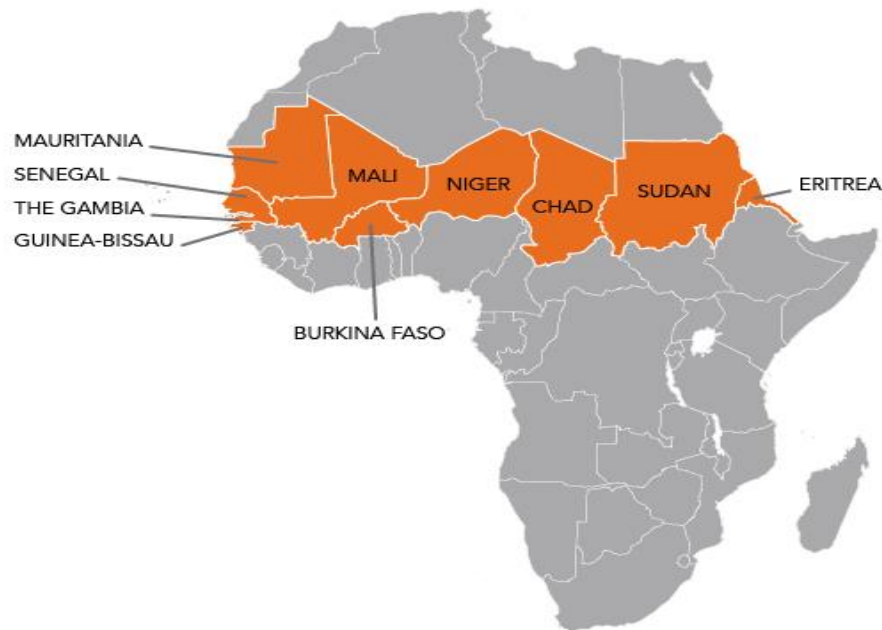 MAURITANIA
SENEGAL
THE GAMBIA
GUINEA-BISSAU
MALI
NIGER
CHAD
SUDAN
ERITREA
BURKINA FASO